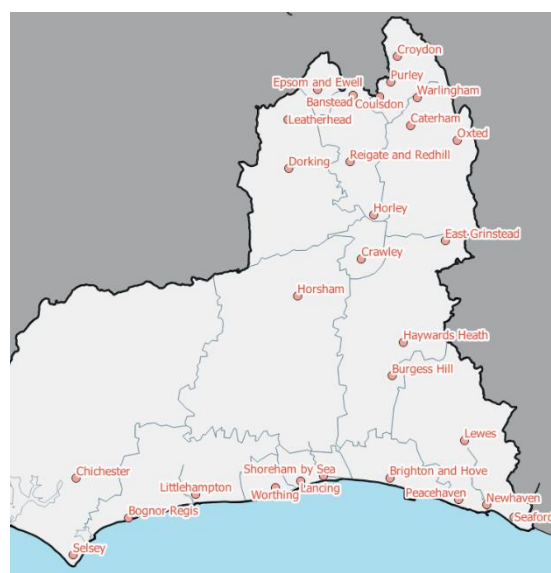 Croydon
Purley
Epsom and Ewell
Warlingham
Banstead
Coulsdon
Leatherhead
Caterham
Oxted
Reigate and Redhill
Dorking
Horley
East Grinstead
Crawley
Horsham
Haywards Heath
Burgess Hill
Lewes
Shoreham by Sea
Brighton and Hove
Chichester
Littlehampton
Lancing
Worthing
Peacehaven
Newhaven
Bognor Regis
Seaford
Selsey